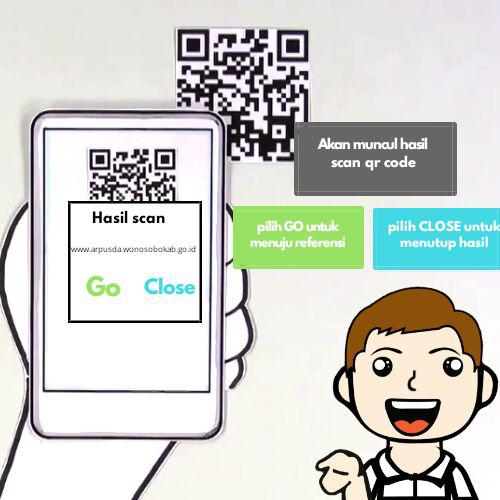 Akan muncul hasil
scan qr code
Hasil scan
www.arpusda.wonosobokab.go.id
Go
Close
pilih GO untuk
menuju referensi
pilih CLOSE untuk
menutup hasil